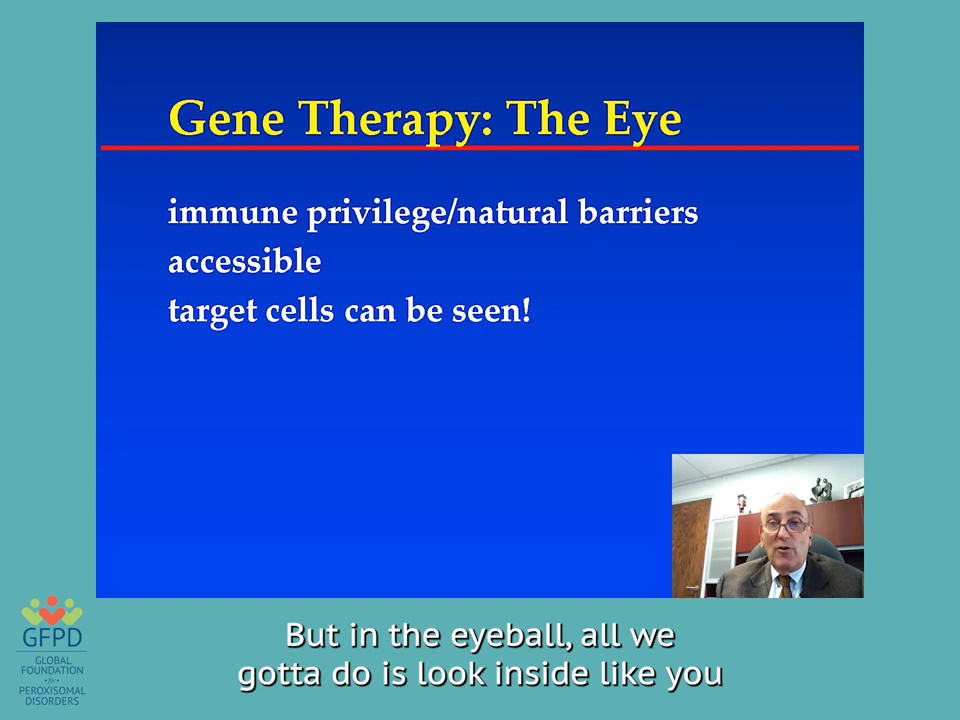 Gene Therapy: The Eye
immune privilege/natural barriers
accessible
target cells can be seen!
GFPD
GLOBAL
FOUNDATION
for
PEROXISOMAL
DISORDERS
But in the eyeball, all we
gotta do is look inside like you